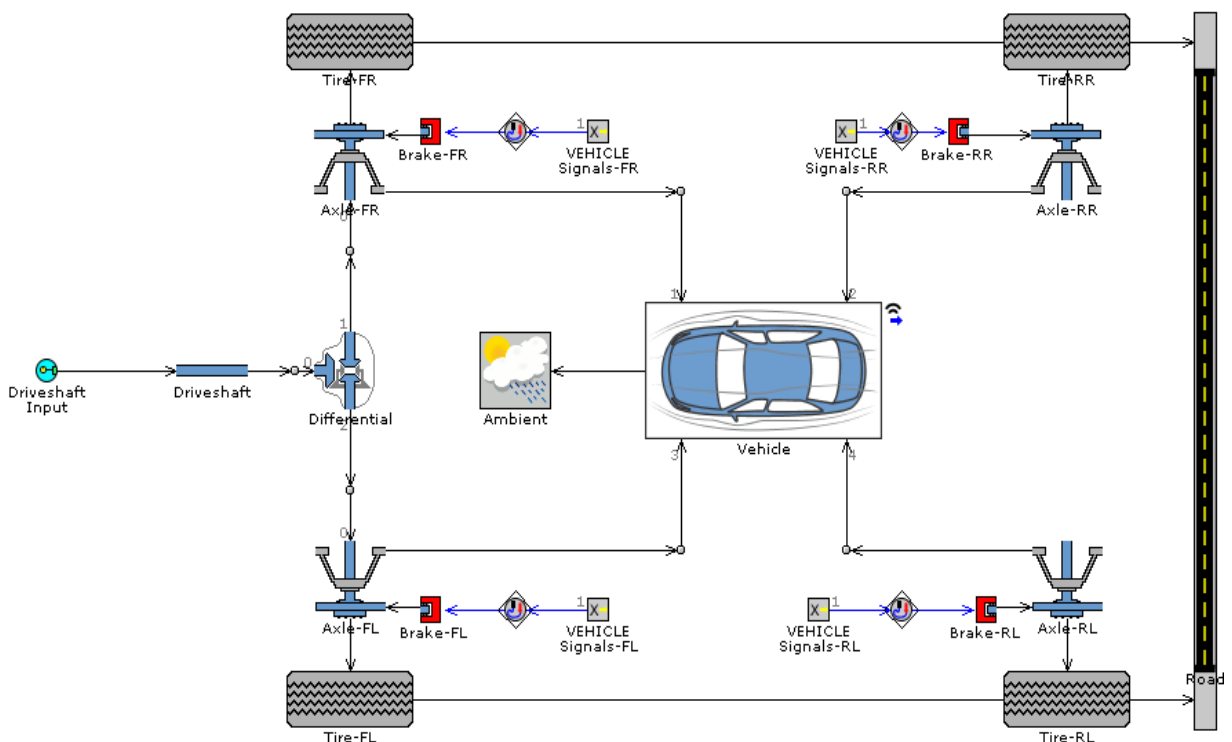 Tire-FR
Tire-RR
1
1
Brake-FR
VEHICLE
Signals-FR
VEHICLE
Signals-RR
Brake-RR
Axle-FR
Axle-RR
0
1
2
1
0
Driveshaft
Input
Driveshaft
Differential
Ambient
Vehicle
2
3
4
0
1
1
Axle-FL
Brake-FL
VEHICLE
Signals-FL
VEHICLE
Signals-RL
Brake-RL
Axle-RL
Road
Tire-FL
Tire-RL